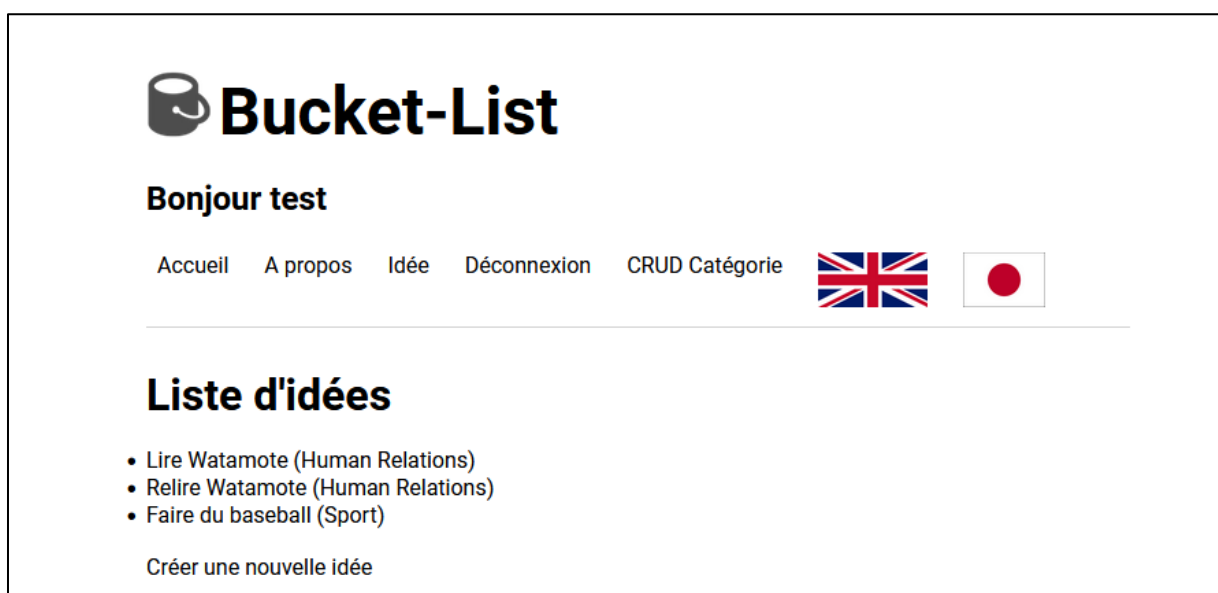 Bucket-List
Bonjour test
Accueil A propos Idée Déconnexion CRUD Catégorie
Liste d'idées
Lire Watamote (Human Relations)
Relire Watamote (Human Relations)
Faire du baseball (Sport)
Créer une nouvelle idée